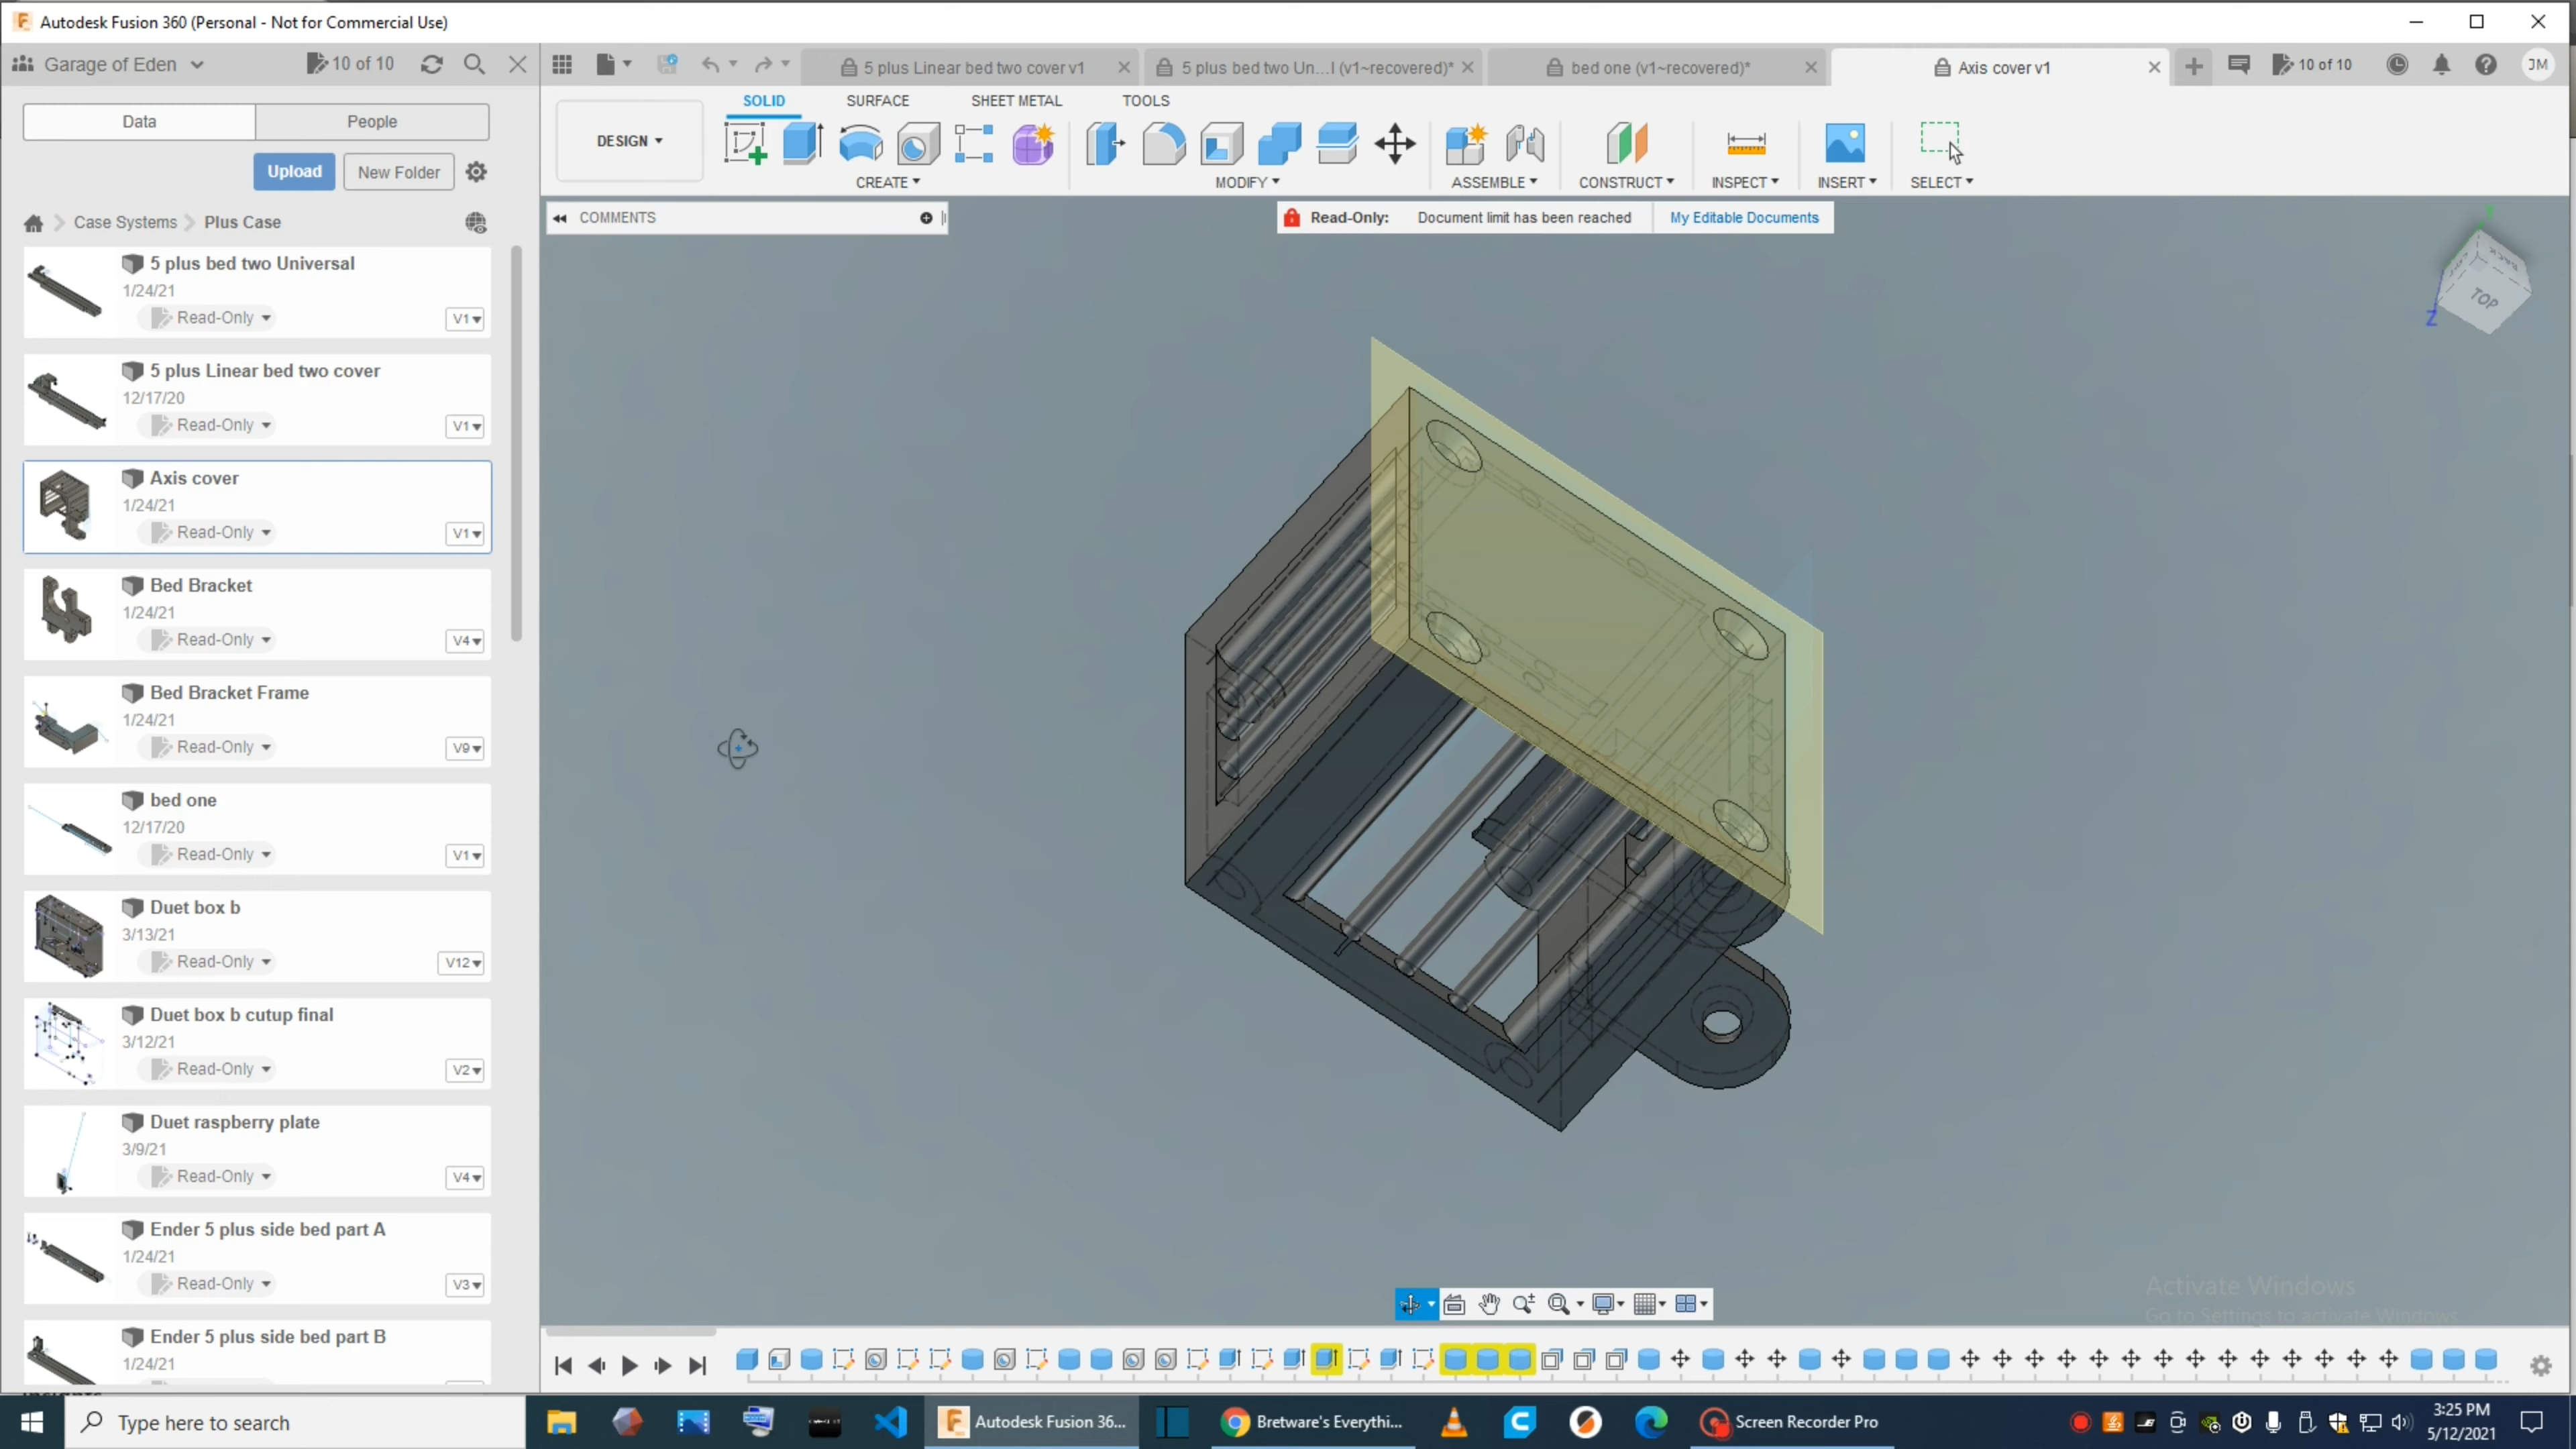 Autodesk Fusion 360 (Personal - Not for Commercial Use)
Garage of Eden
10 of 10
5 plus Linear bed two cover v1
5 plus bed two Un...l (v1~recovered)*
bed one (v1~recovered)*
Axis cover v1
10 of 10
JM
Data
People
Upload
New Folder
DESIGN
SOLID
SURFACE
SHEET METAL
TOOLS
CREATE
MODIFY
ASSEMBLE
CONSTRUCT
INSPECT
INSERT
SELECT
COMMENTS
Read-Only:
Document limit has been reached
My Editable Documents
Case Systems
Plus Case
5 plus bed two Universal
1/24/21
Read-Only
V1
5 plus Linear bed two cover
12/17/20
Read-Only
V1
Axis cover
1/24/21
Read-Only
V1
Bed Bracket
1/24/21
Read-Only
V4
Bed Bracket Frame
1/24/21
Read-Only
V9
bed one
12/17/20
Read-Only
V1
Duet box b
3/13/21
Read-Only
V12
Duet box b cutup final
3/12/21
Read-Only
V2
Duet raspberry plate
3/9/21
Read-Only
V4
Ender 5 plus side bed part A
1/24/21
Read-Only
V3
Ender 5 plus side bed part B
1/24/21
TOP
BACK
Z
Activate Windows
Go to Settings to activate Windows.
Type here to search
Autodesk Fusion 36...
Bretware's Everythi...
Screen Recorder Pro
3:25 PM
5/12/2021